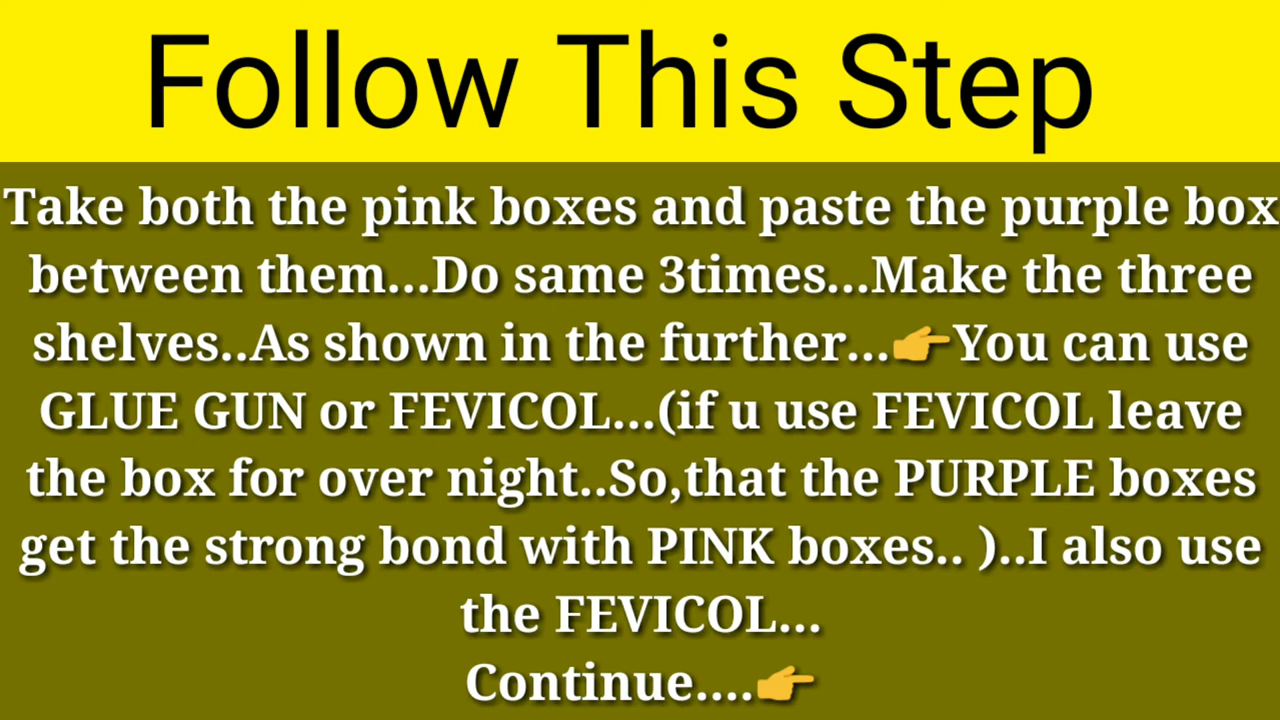 Follow This Step
Take both the pink boxes and paste the purple box
between them...Do same 3times...Make the three
shelves..As shown in the further...👉You can use
GLUE GUN or FEVICOL...(if u use FEVICOL leave
the box for over night..So,that the PURPLE boxes
get the strong bond with PINK boxes.. )..I also use
the FEVICOL...
Continue....👉